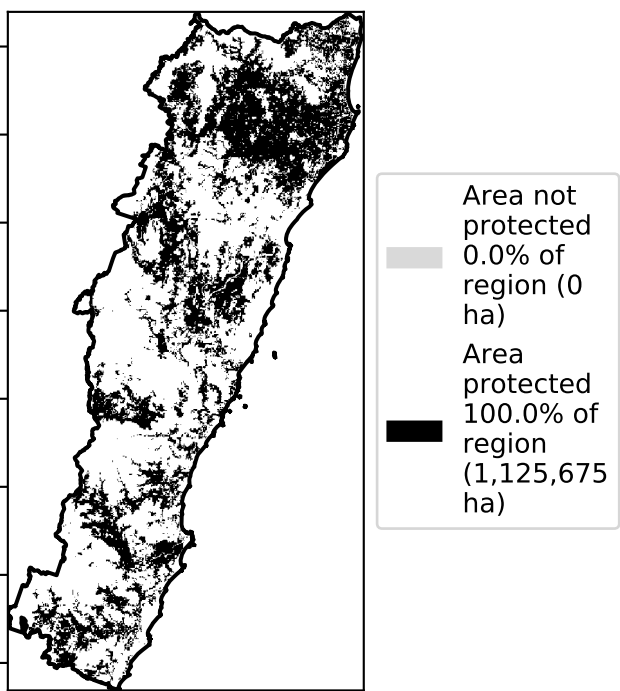 Area not
protected
0.0% of
region (0
ha)
Area
protected
100.0% of
region
(1,125,675
ha)